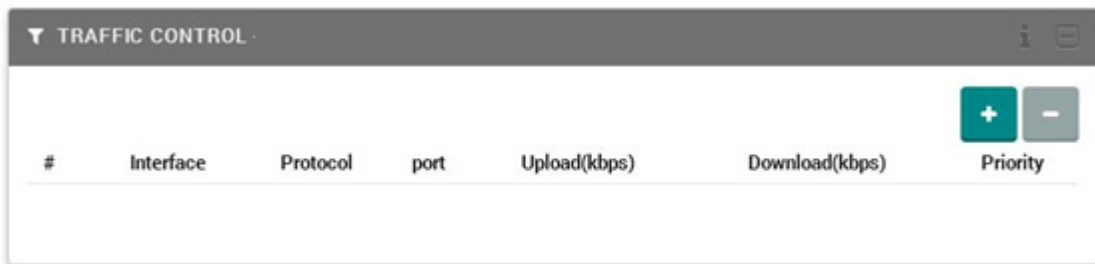 TRAFFIC CONTROL
# Interface Protocol port Upload(kbps) Download(kbps) Priority